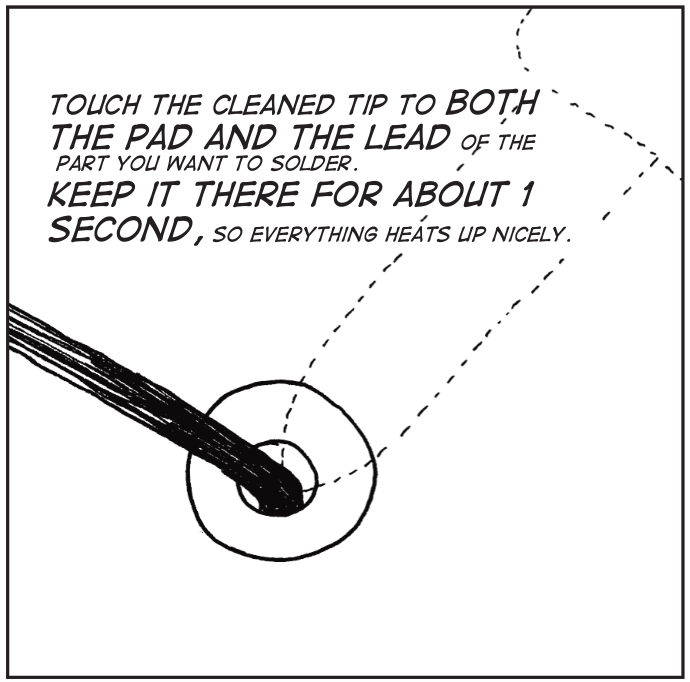 TOUCH THE CLEANED TIP TO BOTH
THE PAD AND THE LEAD OF THE
PART YOU WANT TO SOLDER.
KEEP IT THERE FOR ABOUT 1
SECOND, SO EVERYTHING HEATS UP NICELY.